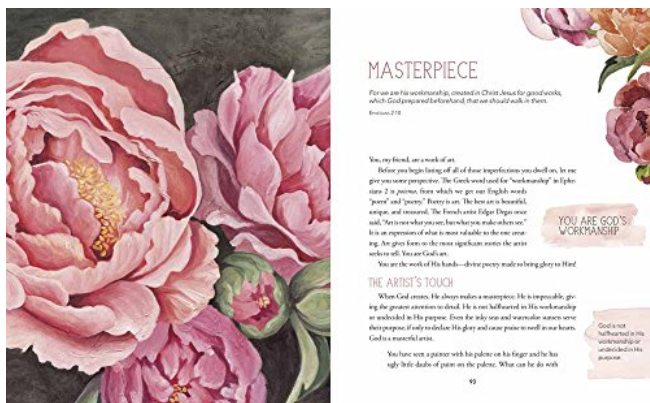 MASTERPIECE
For we are his workmanship, created in Christ Jesus for good works,
which God prepared beforehand, that we should walk in them.
Ephesians 2:10
You, my friend, are a work of art.
Before you begin listing off all of those imperfections you dwell on, let me
give you some perspective. The Greek word used for “workmanship” in Ephe-
sians 2 is poiema, from which we get our English words
“poem” and “poetry.” Poetry is art. The best art is beautiful,
unique, and treasured. The French artist Edgar Degas once
said, “Art is not what you see, but what you make others see.”
It is an expression of what is most valuable to the one creat-
ing. Art gives form to the most significant stories the artist
seeks to tell. You are God’s art.
You are the work of His hands—divine poetry made to bring glory to Him!
YOU ARE GOD'S
WORKMANSHIP
THE ARTIST'S TOUCH
When God creates, He always makes a masterpiece. He is impeccable, giv-
ing the greatest attention to detail. He is not halfhearted in His workmanship
or undecided in His purpose. Even the inky seas and watercolor sunsets serve
their purpose, if only to declare His glory and cause praise to swell in our hearts.
God is a masterful artist.
God is not
halfhearted in His
workmanship or
undecided in His
purpose.
You have seen a painter with his palette on his finger and he has
ugly little daubs of paint on the palette. What can he do with
93